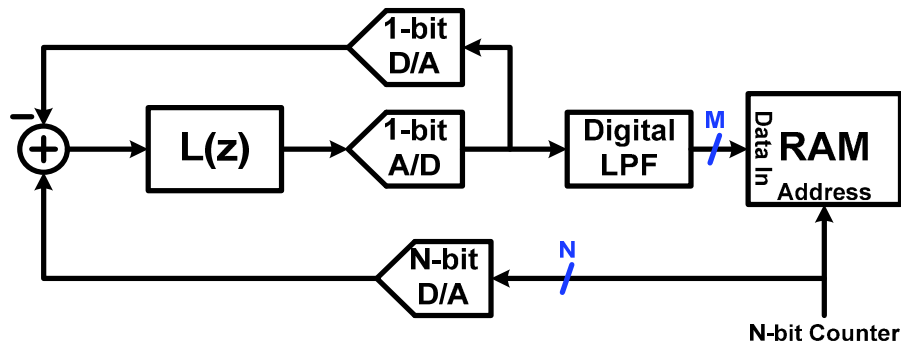 1-bit
D/A
−
+
L(z)
1-bit
A/D
Digital
LPF
M
Data In
RAM
Address
N-bit
D/A
N
N-bit Counter